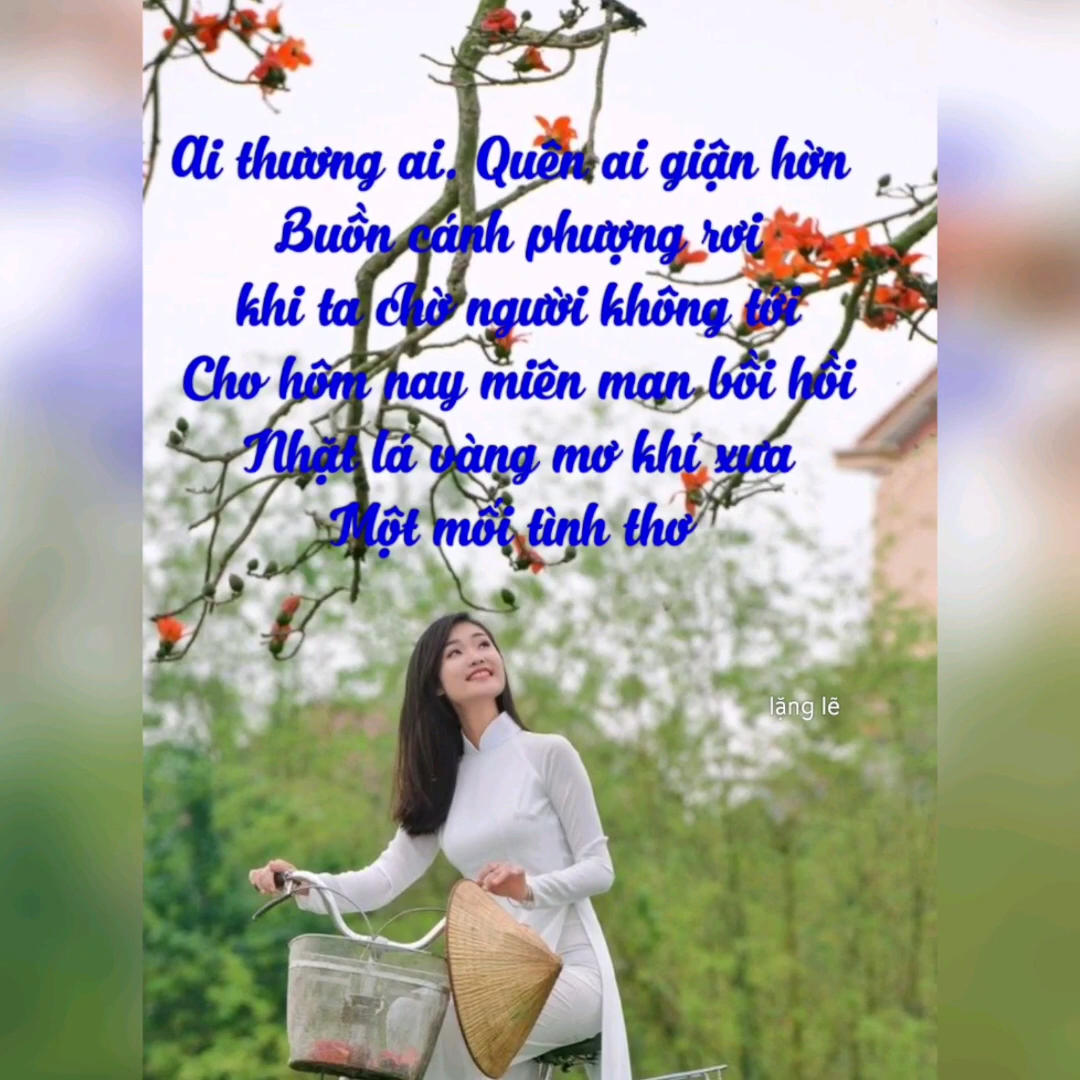 Ai thương ai. Quên ai giận hờn
Buồn cánh phượng rơi
khi ta chờ người không tới
Cho hôm nay miên man bồi hồi
Nhặt lá vàng mơ khí xưa
Một mối tình thơ
lặng lẽ